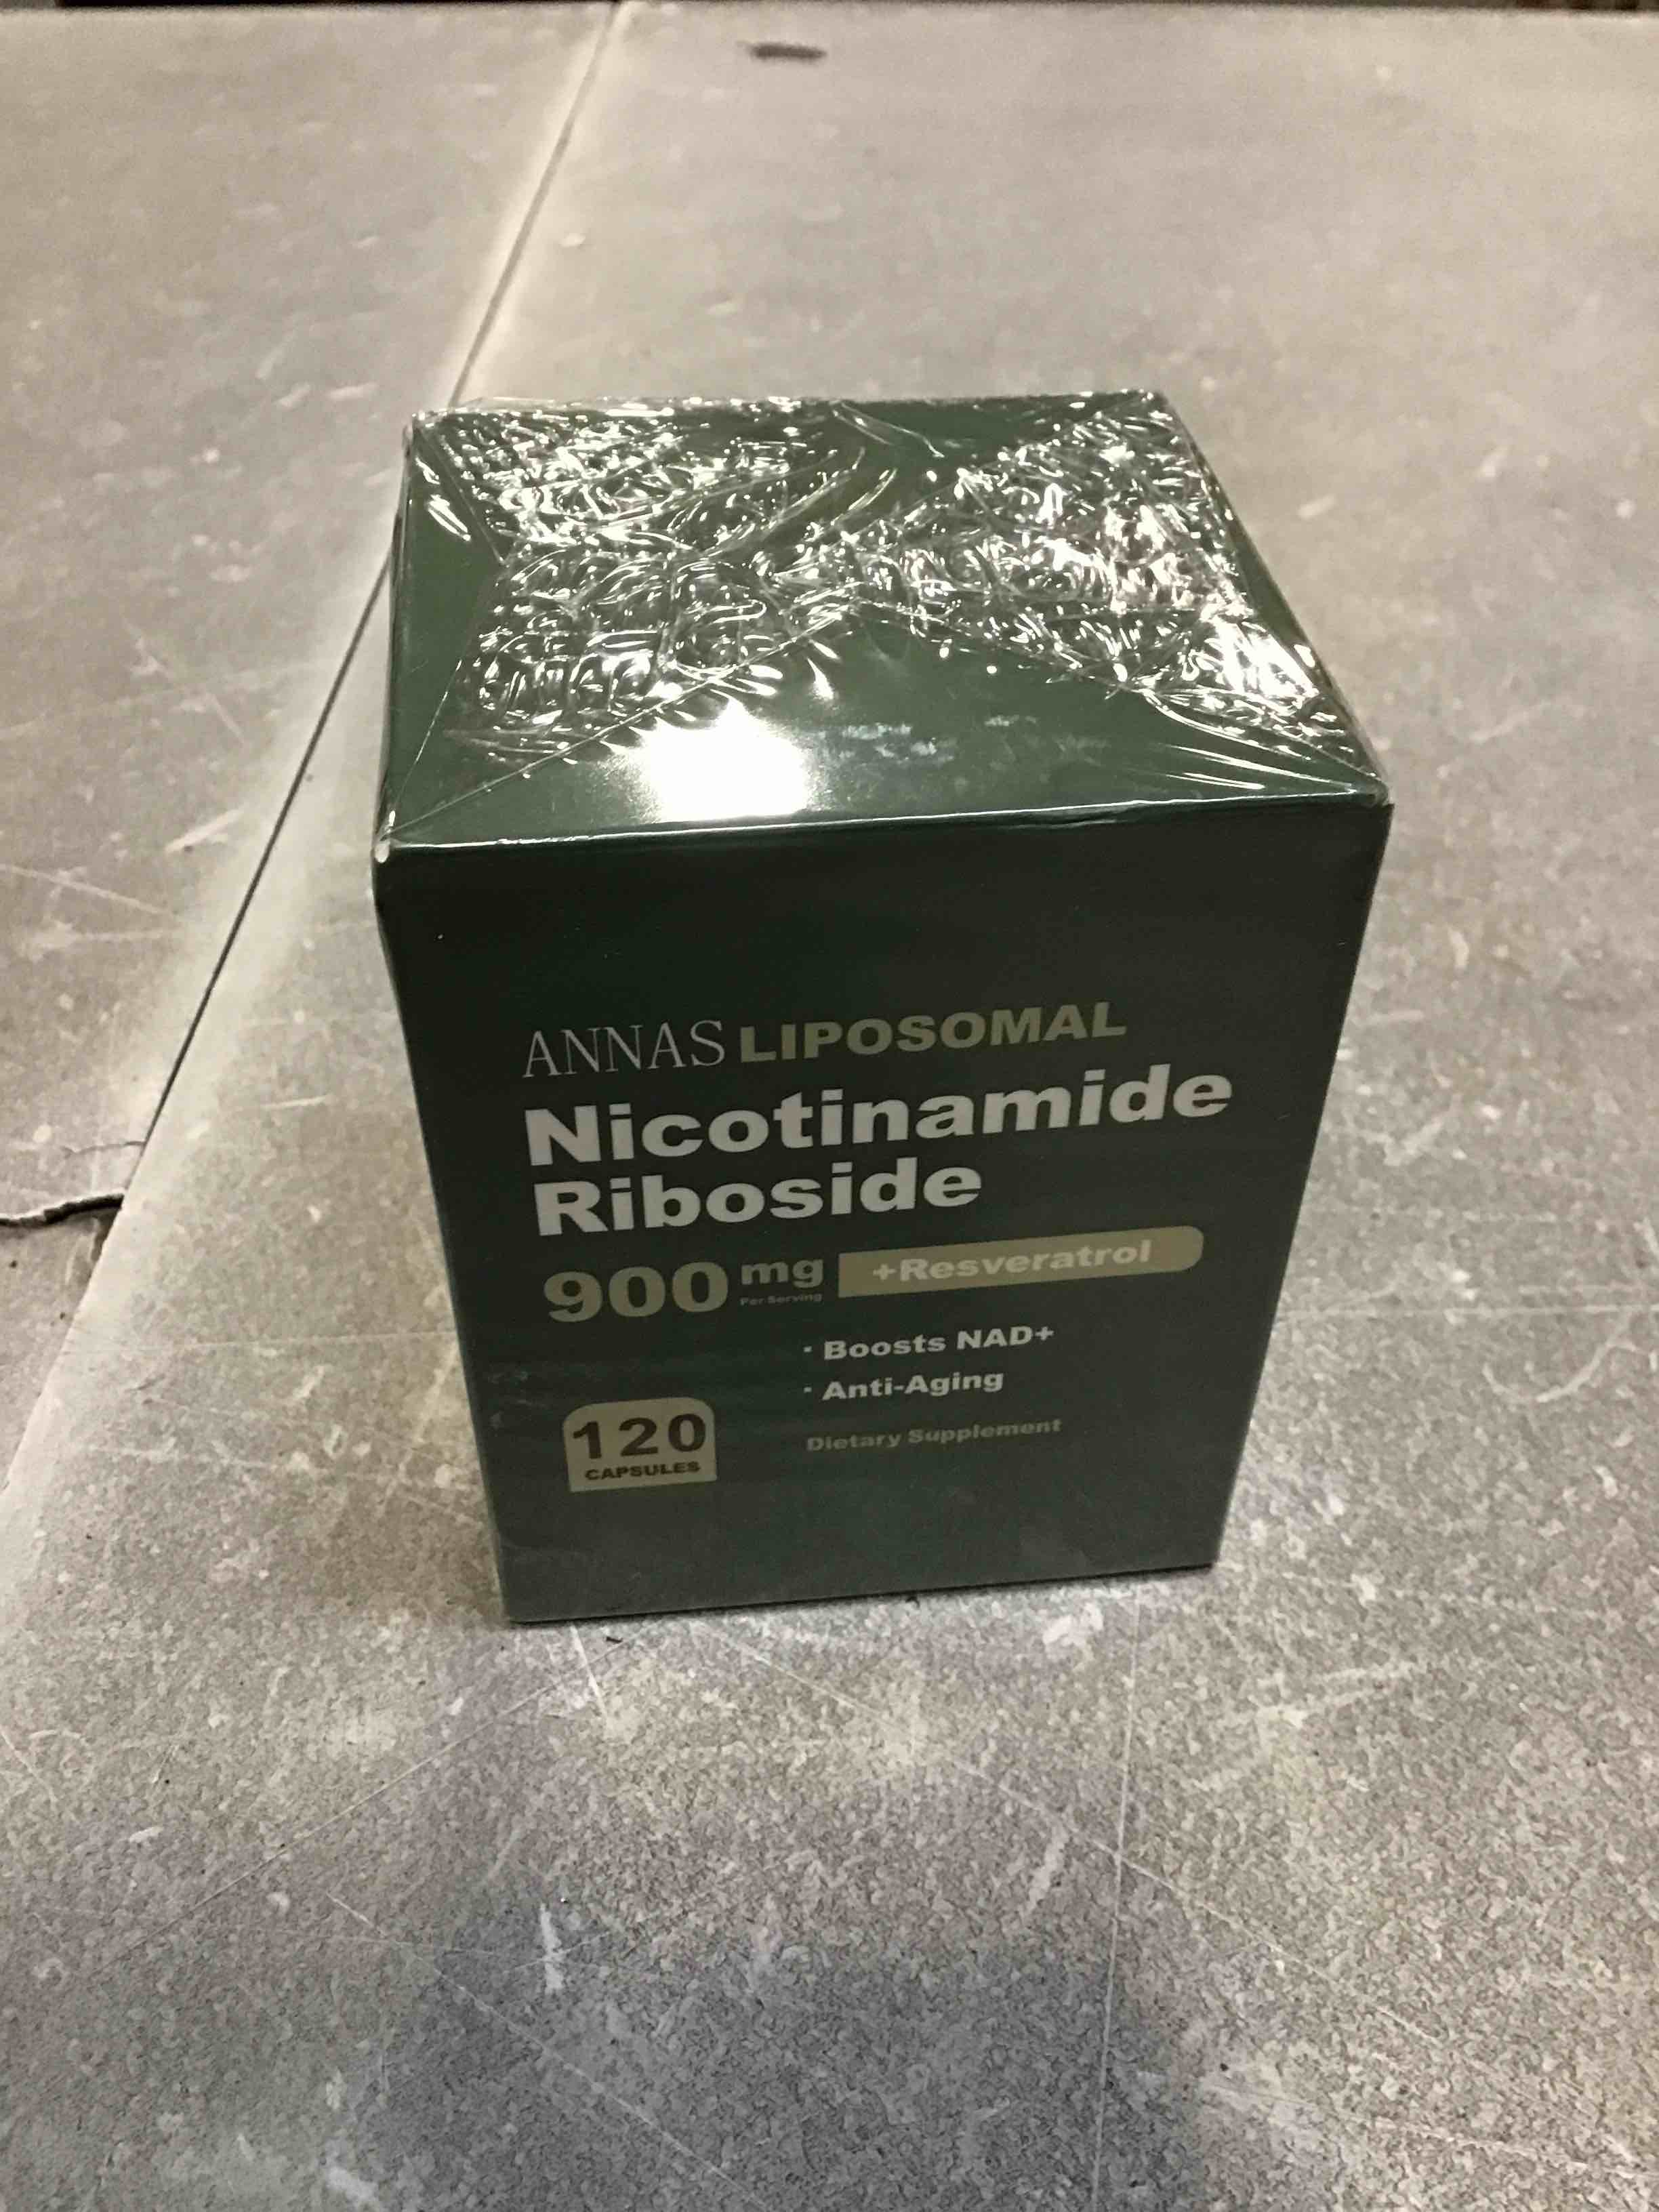 ANNAS LIPOSOMAL
Nicotinamide
Riboside
900 mg +Resveratrol
Per Serving
· Boosts NAD+
· Anti-Aging
120
CAPSULES
Dietary Supplement